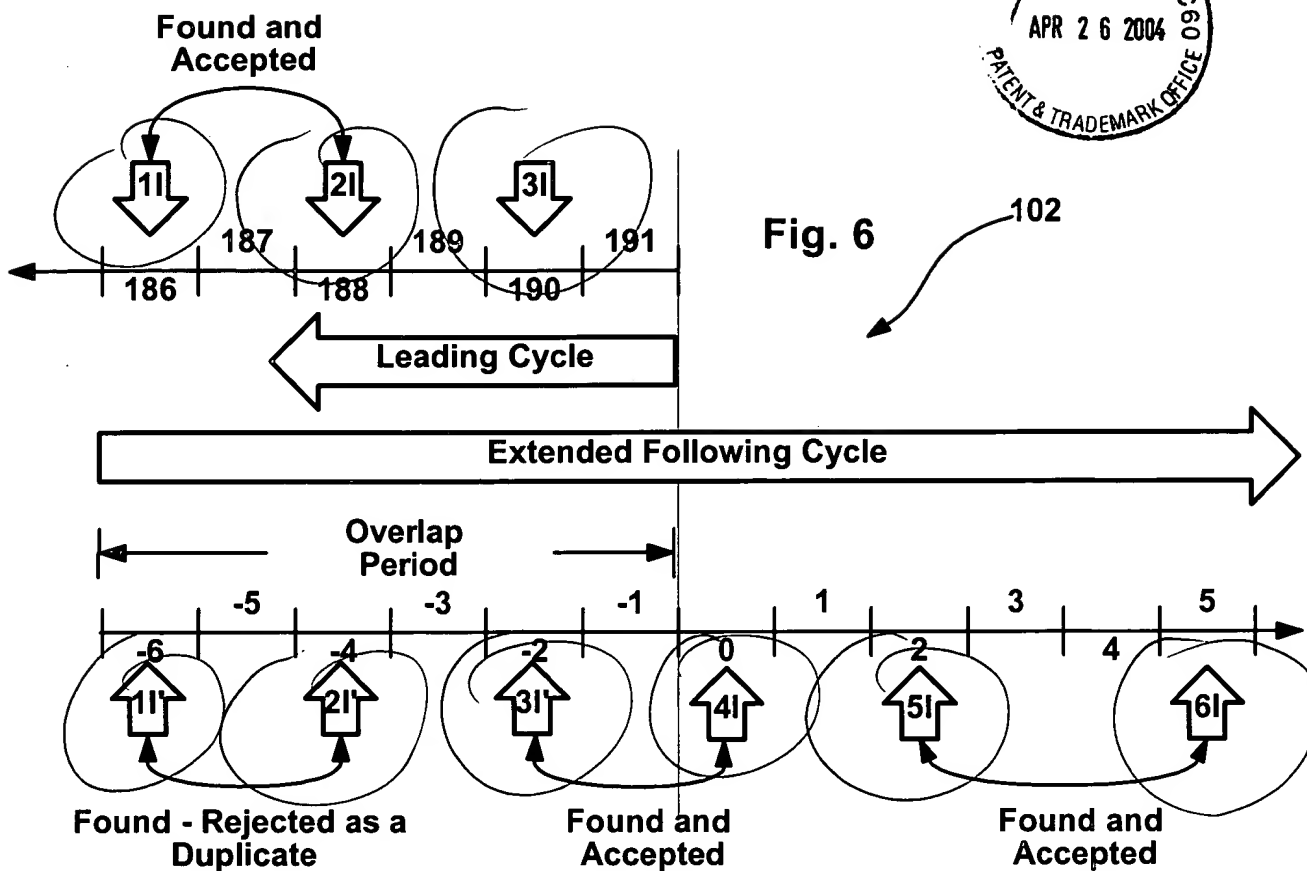 Found and
Accepted
APR 2 6 2004
PATENT & TRADEMARK OFFICE
1I 2I 3I
187 189 191
186 188 190
Fig. 6
102
Leading Cycle
Extended Following Cycle
Overlap
Period
-5 -3 -1 1 3 5
-6 -4 -2 0 2 4
1I' 2I' 3I' 4I 5I 6I
Found - Rejected as a
Duplicate
Found and
Accepted
Found and
Accepted